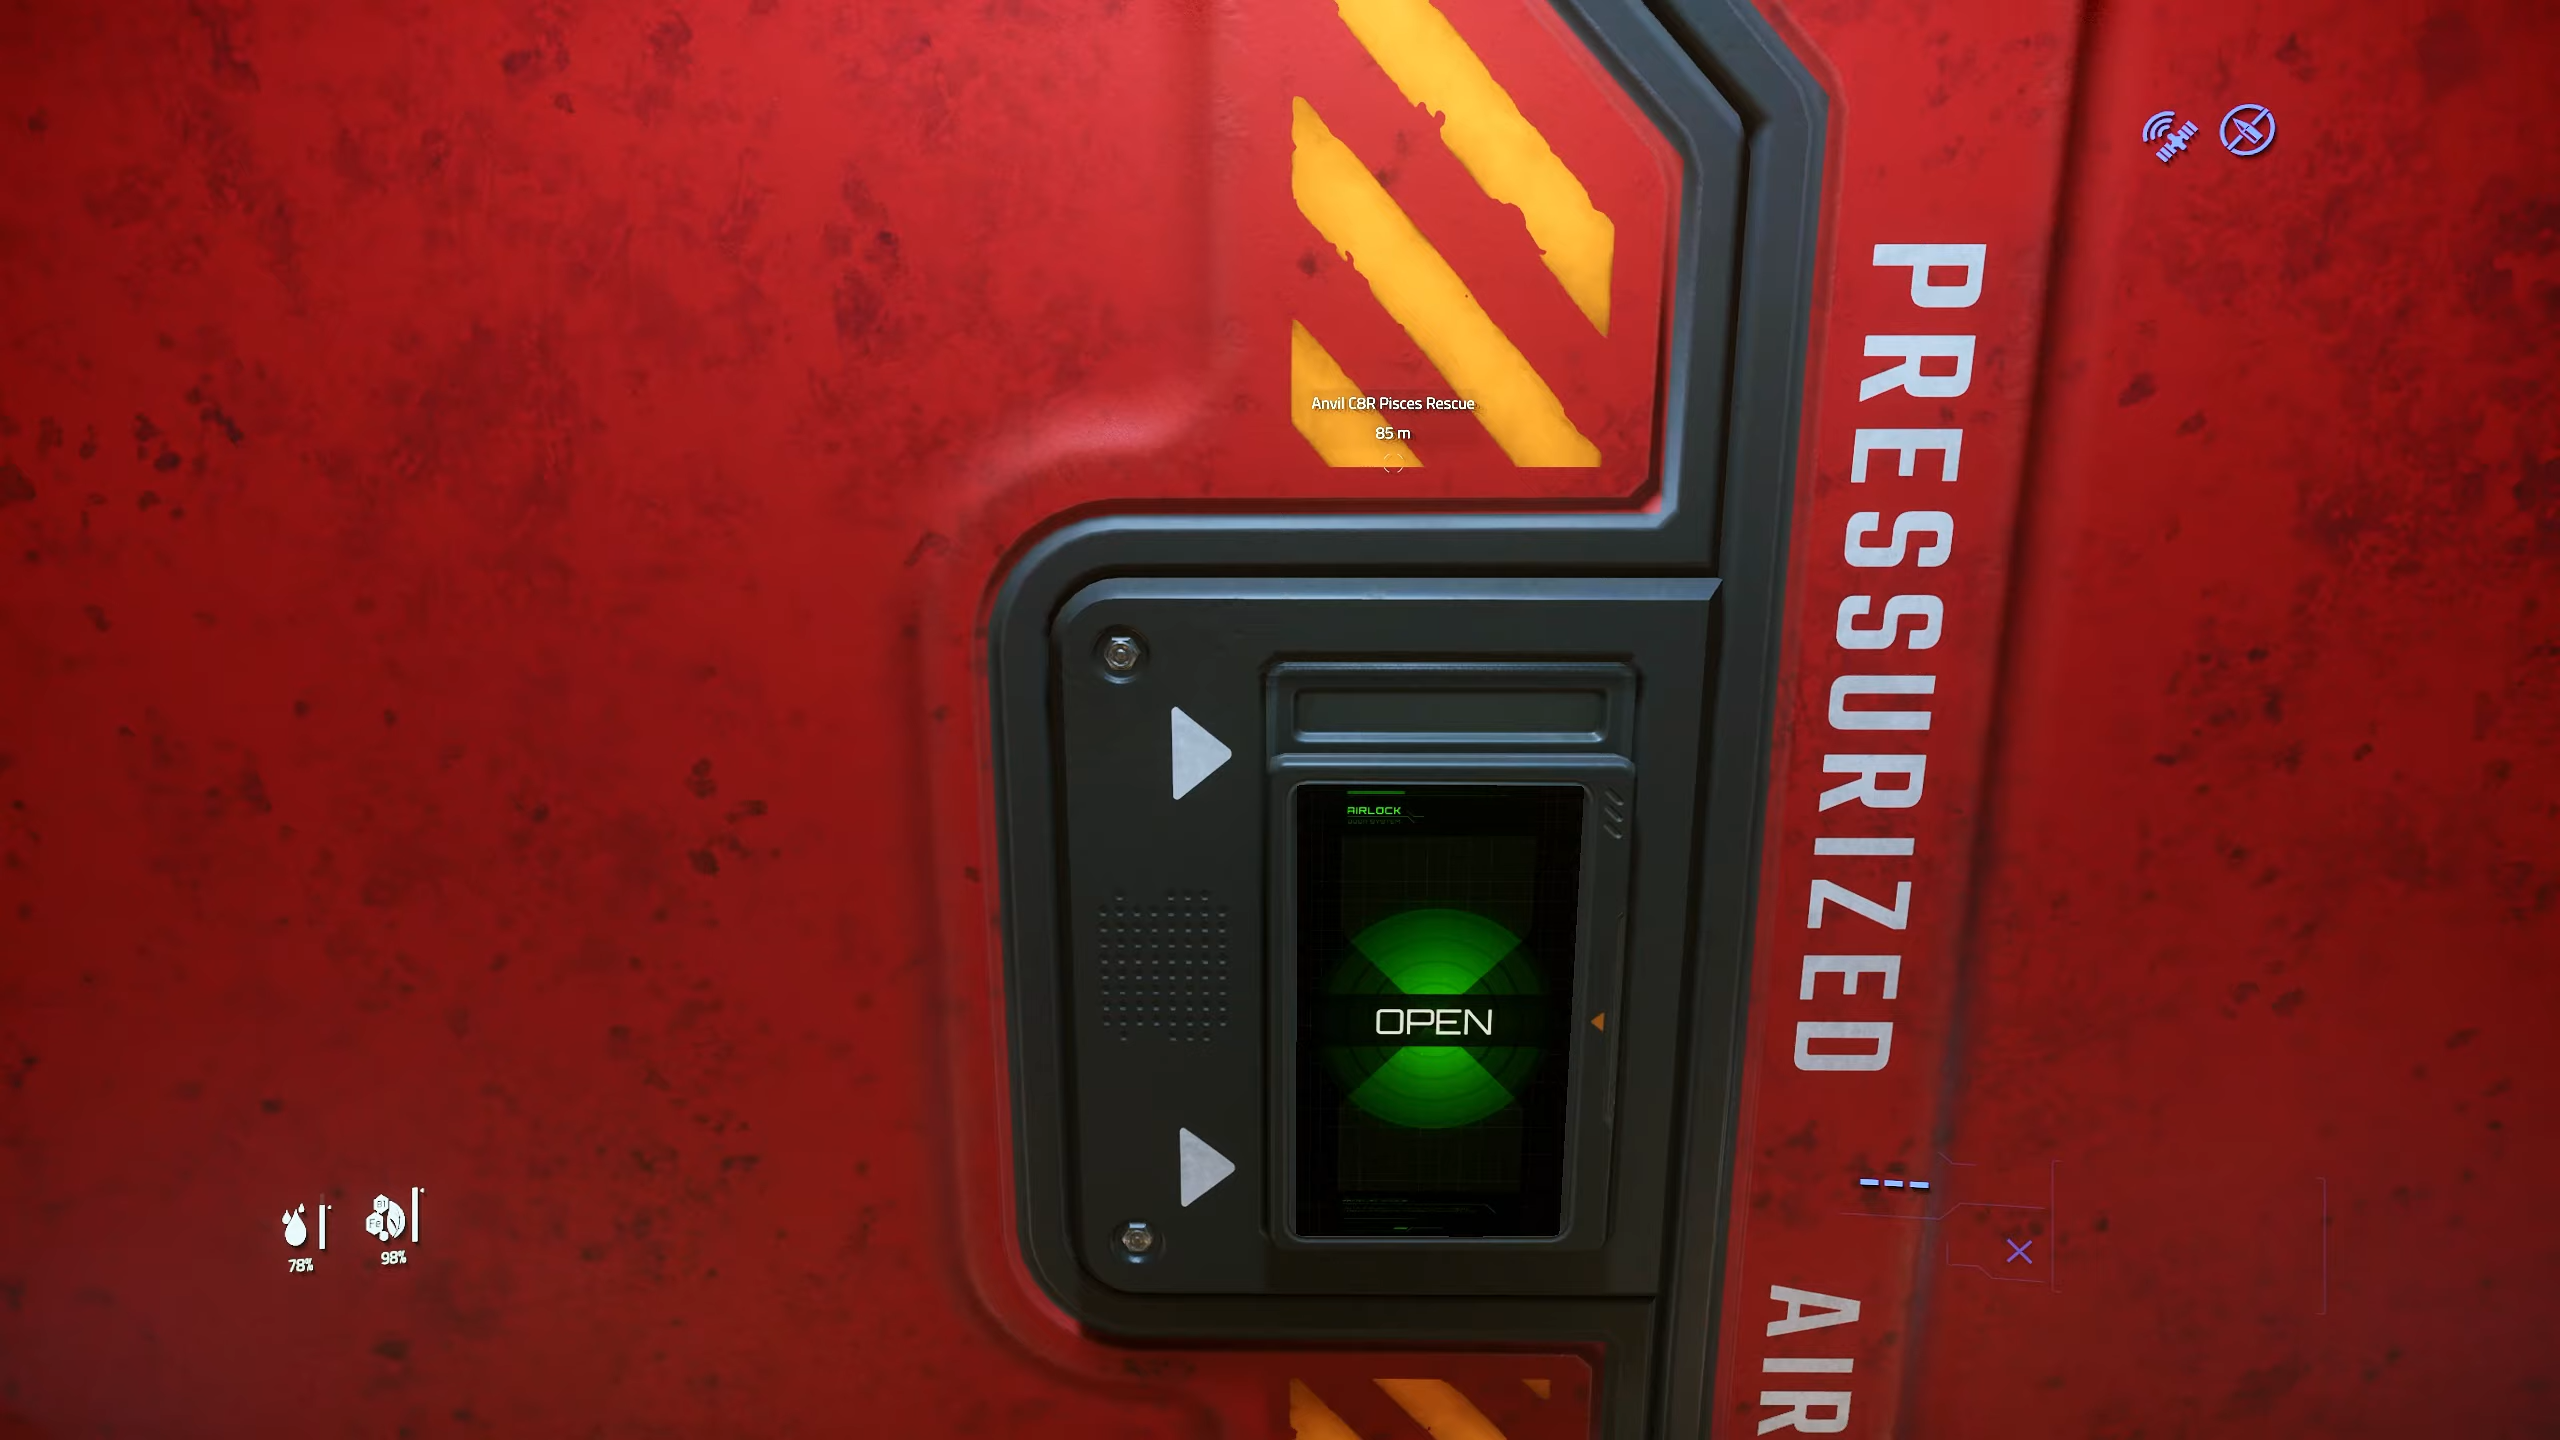 Anvil C8R Pisces Rescue
85 m
PRESSURIZED
AIRLOCK
OPEN
78%
98%
AIR